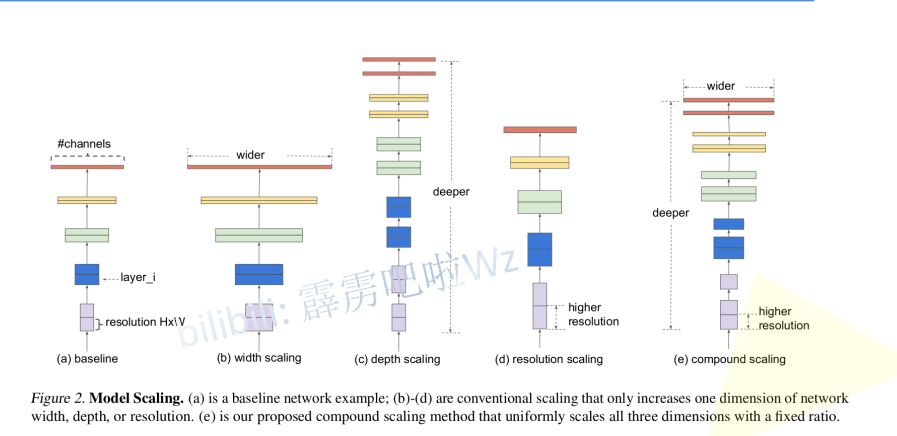 #channels
wider
wider
deeper
deeper
layer_i
resolution HxW
higher
resolution
higher
resolution
(a) baseline
(b) width scaling
(c) depth scaling
(d) resolution scaling
(e) compound scaling
bilibili: 霹雳吧啦Wz
Figure 2. Model Scaling. (a) is a baseline network example; (b)-(d) are conventional scaling that only increases one dimension of network
width, depth, or resolution. (e) is our proposed compound scaling method that uniformly scales all three dimensions with a fixed ratio.